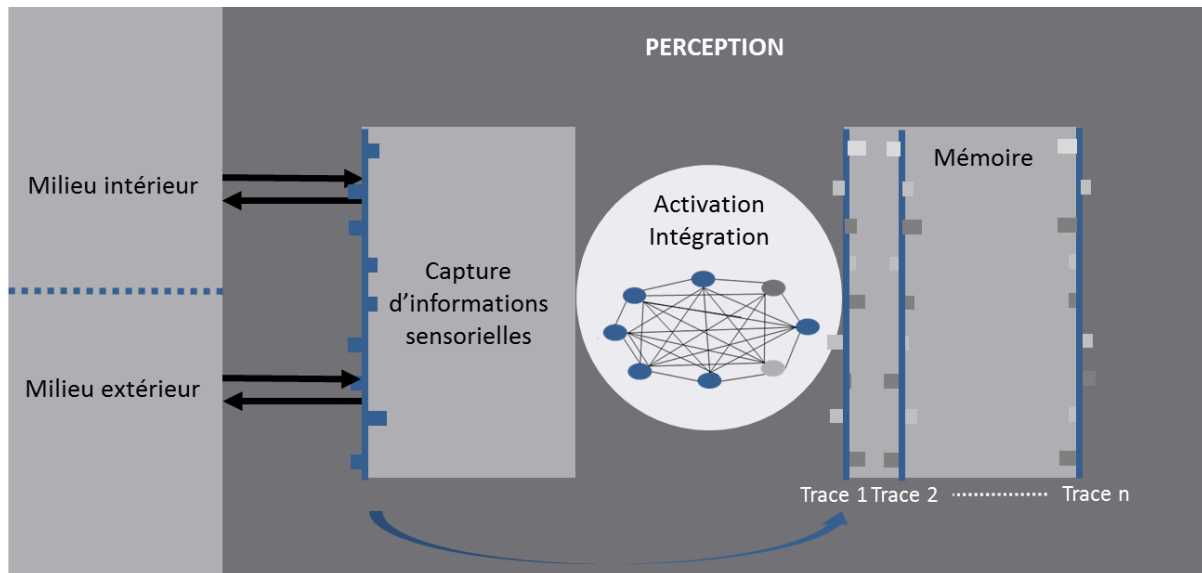 PERCEPTION
Milieu intérieur
Milieu extérieur
Capture
d’informations
sensorielles
Activation
Intégration
Mémoire
Trace 1 Trace 2 Trace n